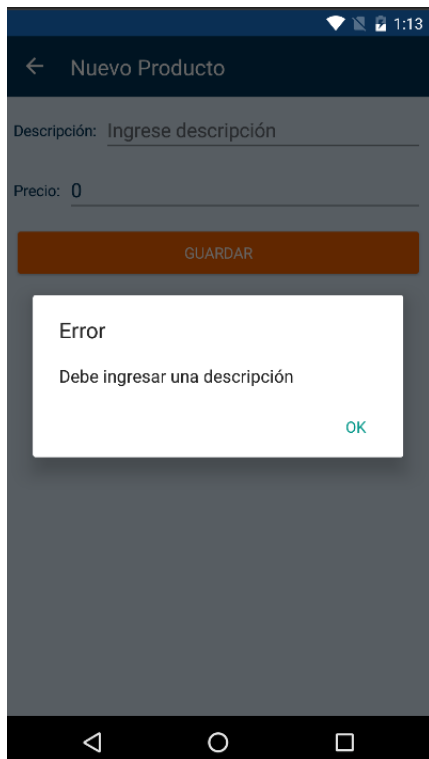 1:13
Nuevo Producto
Descripción: Ingrese descripción
Precio: 0
GUARDAR
Error
Debe ingresar una descripción
OK